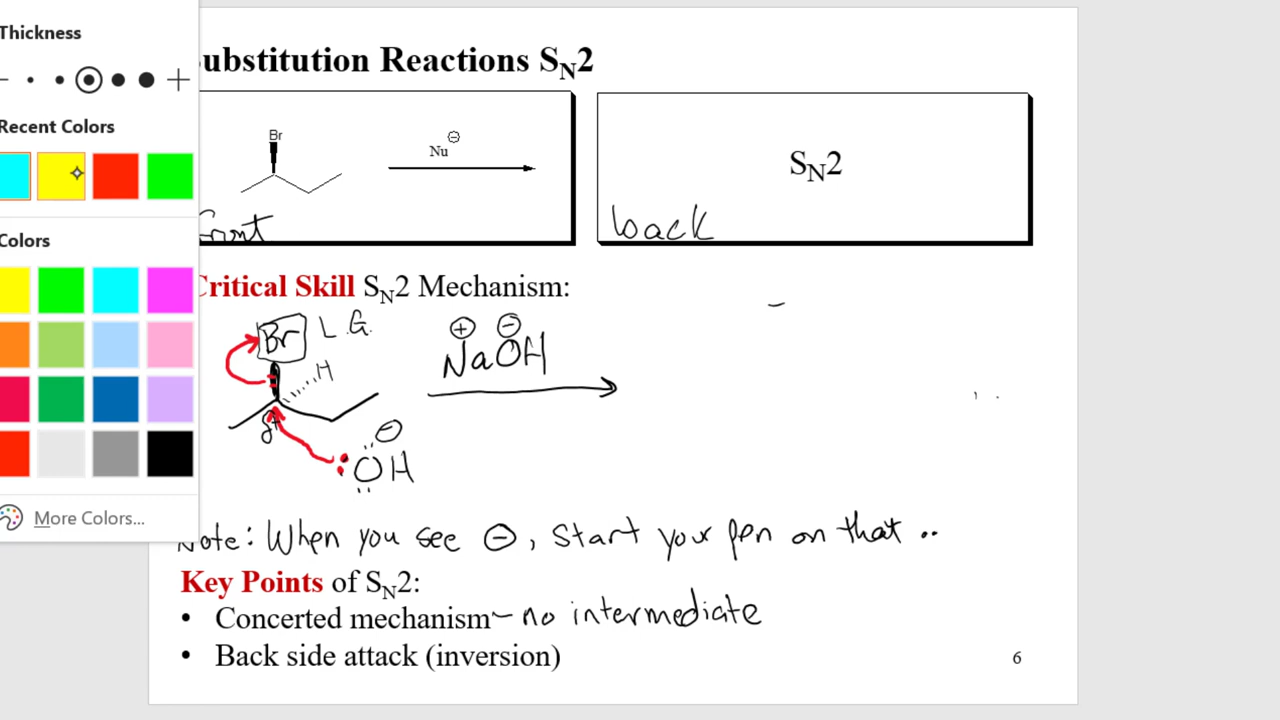 Thickness
ubstitution Reactions SN2
Recent Colors
Br
Nu ⊖
SN2
front
back
Colors
Critical Skill SN2 Mechanism:
Br L.G.
H
⊕ ⊖
NaOH
δ+
⊖
:OH
More Colors...
Note: When you see ⊖, Start your pen on that ..
Key Points of SN2:
• Concerted mechanism - no intermediate
• Back side attack (inversion)
6